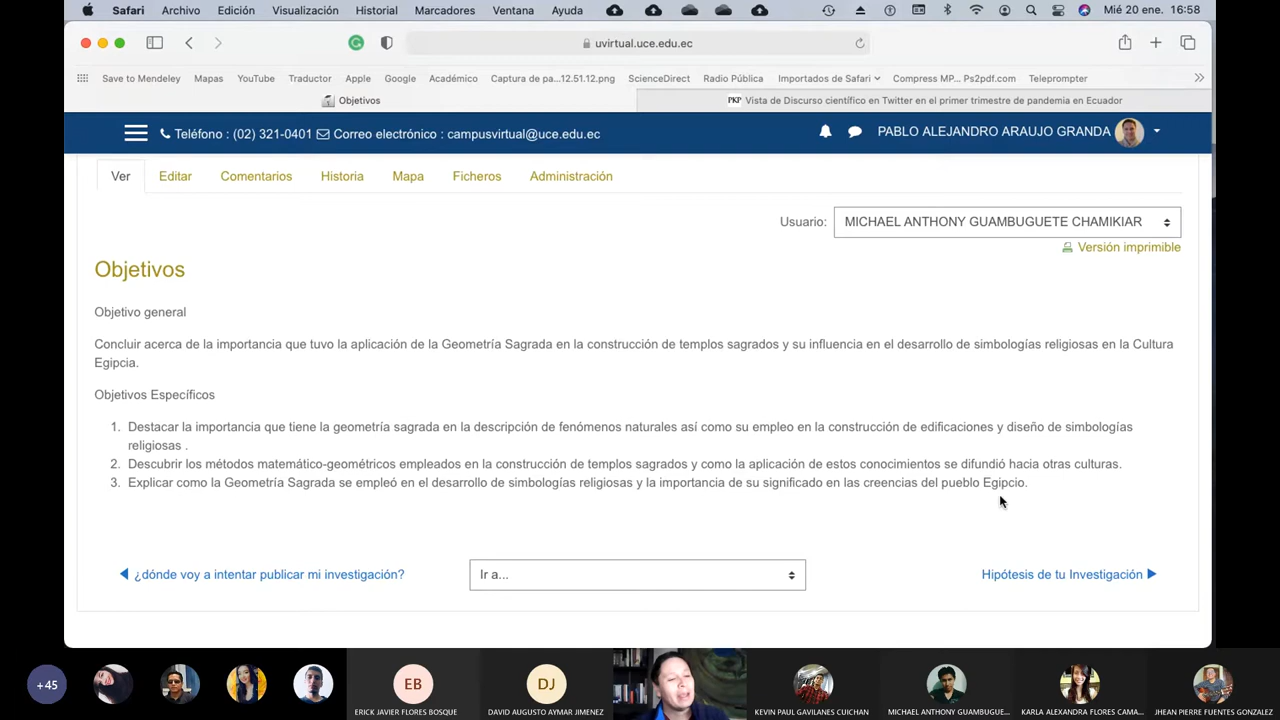 Safari Archivo Edición Visualización Historial Marcadores Ventana Ayuda Mié 20 ene. 16:58
uvirtual.uce.edu.ec
Save to Mendeley Mapas YouTube Traductor Apple Google Académico Captura de pa...12.51.12.png ScienceDirect Radio Pública Importados de Safari Compress MP... Ps2pdf.com Teleprompter
Objetivos PKP Vista de Discurso científico en Twitter en el primer trimestre de pandemia en Ecuador
Teléfono : (02) 321-0401 Correo electrónico : campusvirtual@uce.edu.ec PABLO ALEJANDRO ARAUJO GRANDA
Ver Editar Comentarios Historia Mapa Ficheros Administración
Usuario: MICHAEL ANTHONY GUAMBUGUETE CHAMIKIAR
Versión imprimible
Objetivos
Objetivo general
Concluir acerca de la importancia que tuvo la aplicación de la Geometría Sagrada en la construcción de templos sagrados y su influencia en el desarrollo de simbologías religiosas en la Cultura
Egipcia.
Objetivos Específicos
1. Destacar la importancia que tiene la geometría sagrada en la descripción de fenómenos naturales así como su empleo en la construcción de edificaciones y diseño de simbologías
religiosas .
2. Descubrir los métodos matemático-geométricos empleados en la construcción de templos sagrados y como la aplicación de estos conocimientos se difundió hacia otras culturas.
3. Explicar como la Geometría Sagrada se empleó en el desarrollo de simbologías religiosas y la importancia de su significado en las creencias del pueblo Egipcio.
¿dónde voy a intentar publicar mi investigación? Ir a... Hipótesis de tu Investigación
+45 EB DJ
ERICK JAVIER FLORES BOSQUE DAVID AUGUSTO AYMAR JIMENEZ KEVIN PAUL GAVILANES CUICHAN MICHAEL ANTHONY GUAMBUGUE... KARLA ALEXANDRA FLORES CAMA... JHEAN PIERRE FUENTES GONZALEZ